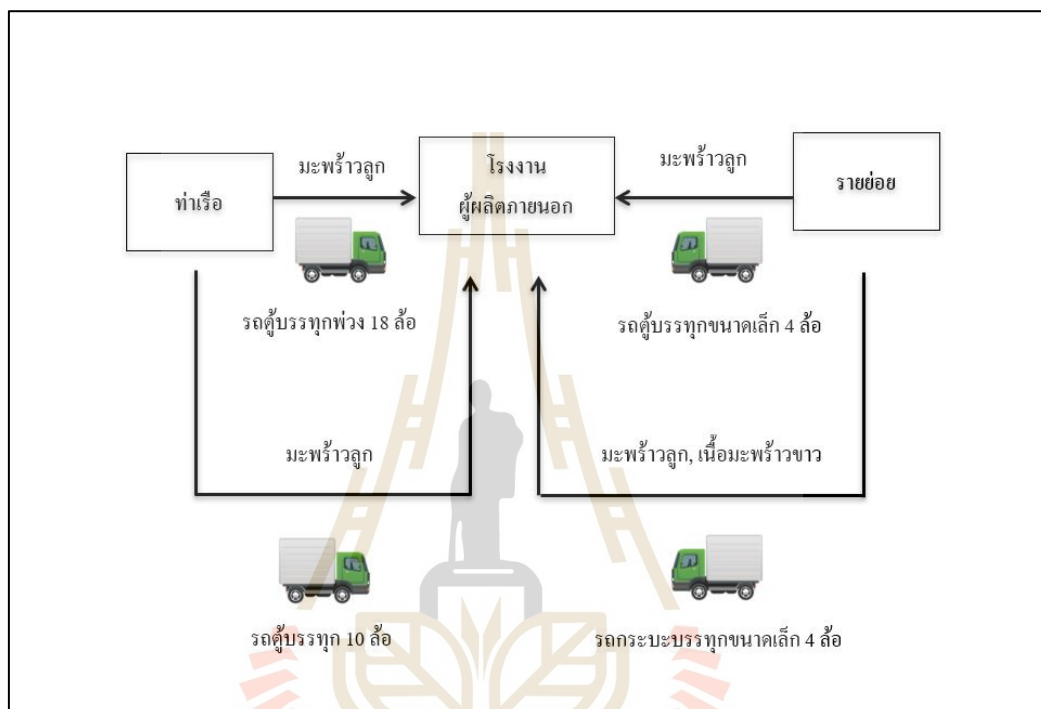 มะพร้าวลูก
โรงงาน
ผู้ผลิตภายนอก
มะพร้าวลูก
ท่าเรือ
รายย่อย
รถตู้บรรทุกพ่วง 18 ล้อ
รถตู้บรรทุกขนาดเล็ก 4 ล้อ
มะพร้าวลูก
มะพร้าวลูก, เนื้อมะพร้าวขาว
รถตู้บรรทุก 10 ล้อ
รถกระบะบรรทุกขนาดเล็ก 4 ล้อ